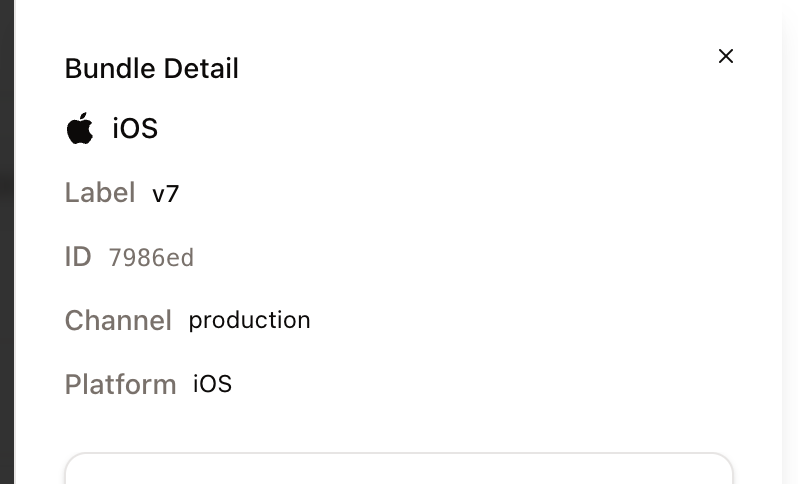 Bundle Detail
iOS
Label v7
ID 7986ed
Channel production
Platform iOS